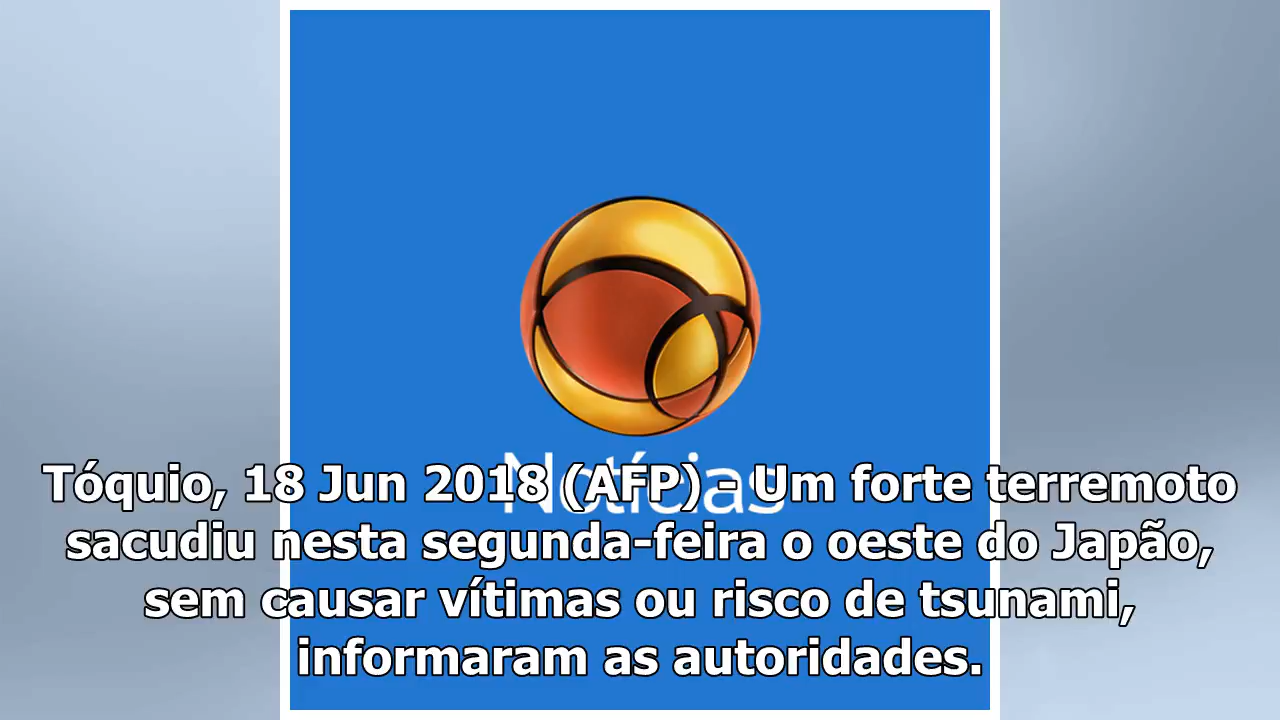 Notícias
Tóquio, 18 Jun 2018 (AFP) - Um forte terremoto
sacudiu nesta segunda-feira o oeste do Japão,
sem causar vítimas ou risco de tsunami,
informaram as autoridades.